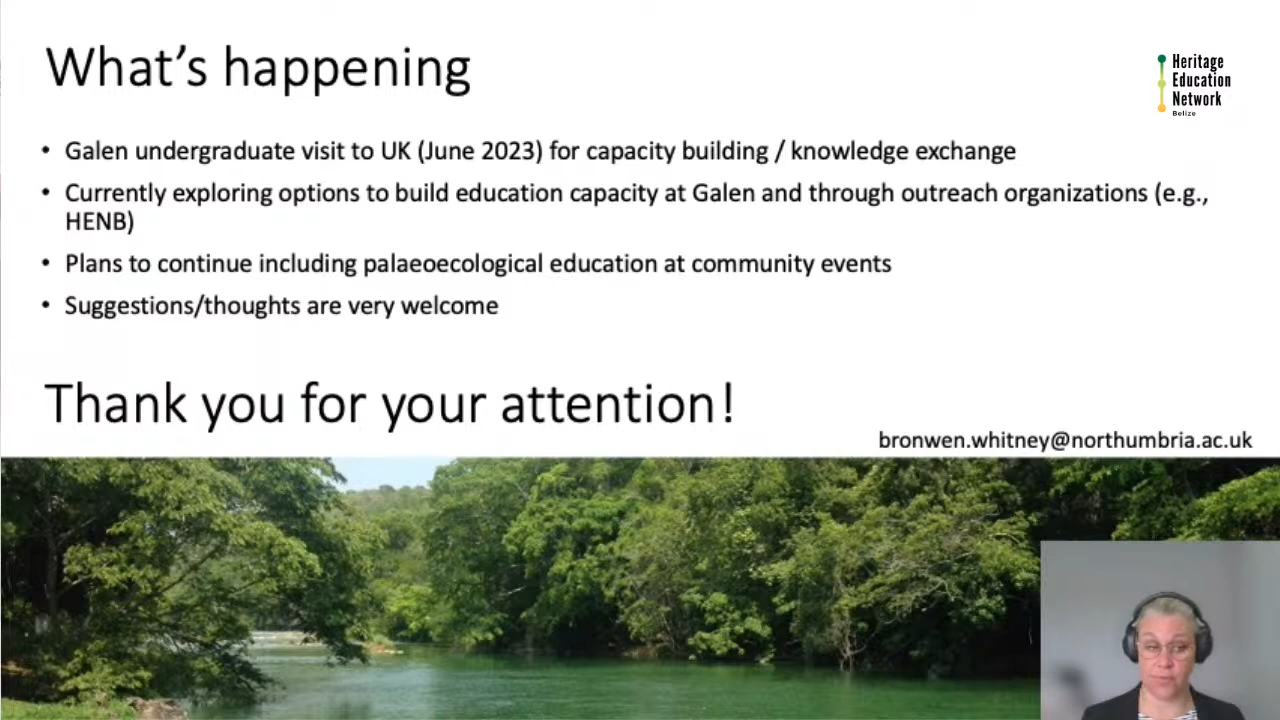 What's happening
Heritage
Education
Network
Belize
• Galen undergraduate visit to UK (June 2023) for capacity building / knowledge exchange
• Currently exploring options to build education capacity at Galen and through outreach organizations (e.g.,
HENB)
• Plans to continue including palaeoecological education at community events
• Suggestions/thoughts are very welcome
Thank you for your attention!
bronwen.whitney@northumbria.ac.uk